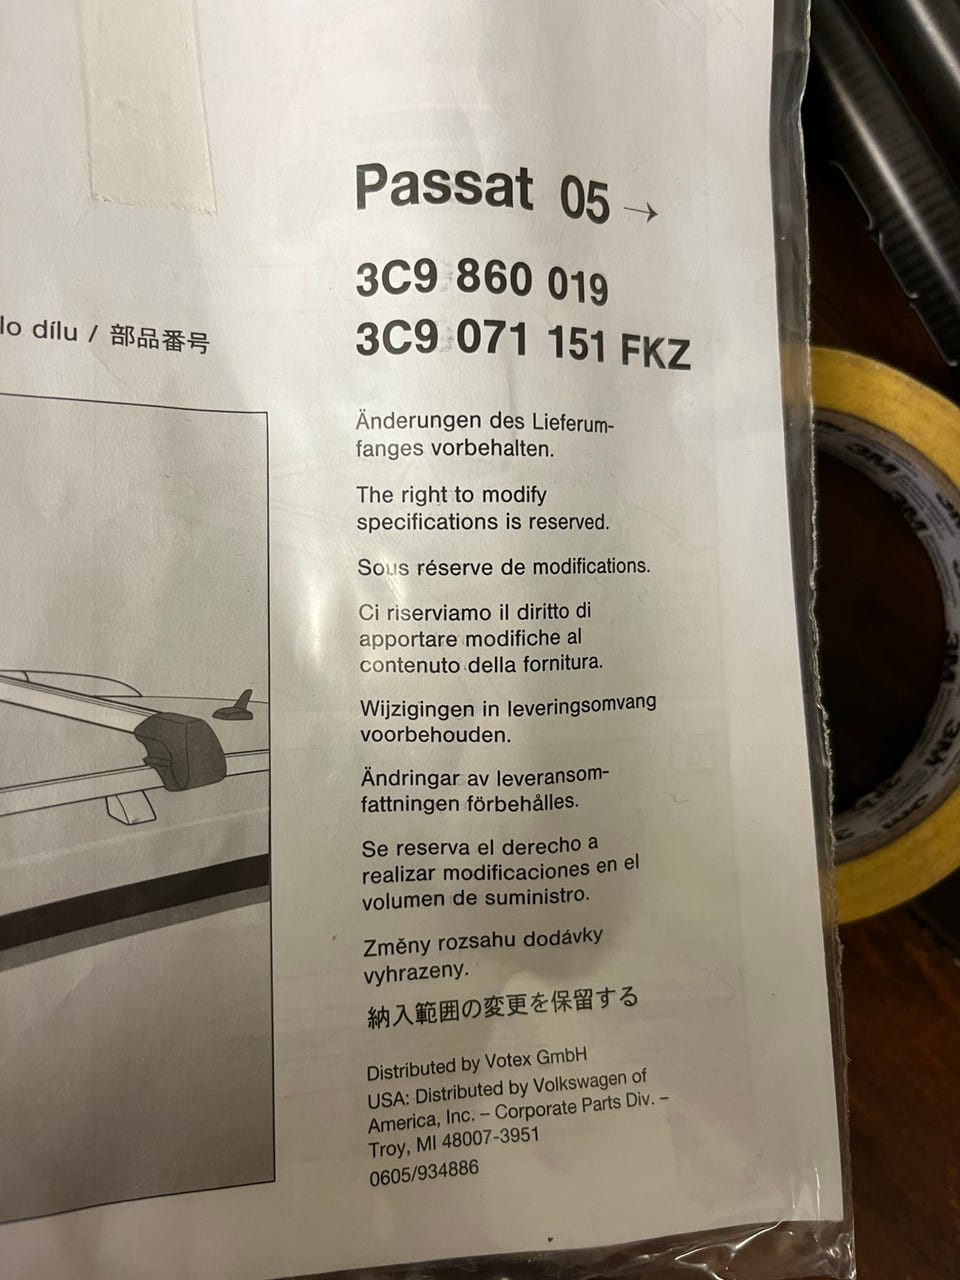 Passat 05 →
3C9 860 019
3C9 071 151 FKZ
lo dílu / 部品番号
Änderungen des Lieferum-
fanges vorbehalten.
The right to modify
specifications is reserved.
Sous réserve de modifications.
Ci riserviamo il diritto di
apportare modifiche al
contenuto della fornitura.
Wijzigingen in leveringsomvang
voorbehouden.
Ändringar av leveransom-
fattningen förbehålles.
Se reserva el derecho a
realizar modificaciones en el
volumen de suministro.
Změny rozsahu dodávky
vyhrazeny.
納入範囲の変更を保留する
Distributed by Votex GmbH
USA: Distributed by Volkswagen of
America, Inc. – Corporate Parts Div. –
Troy, MI 48007-3951
0605/934886
3M
3M
3M
3M
3M